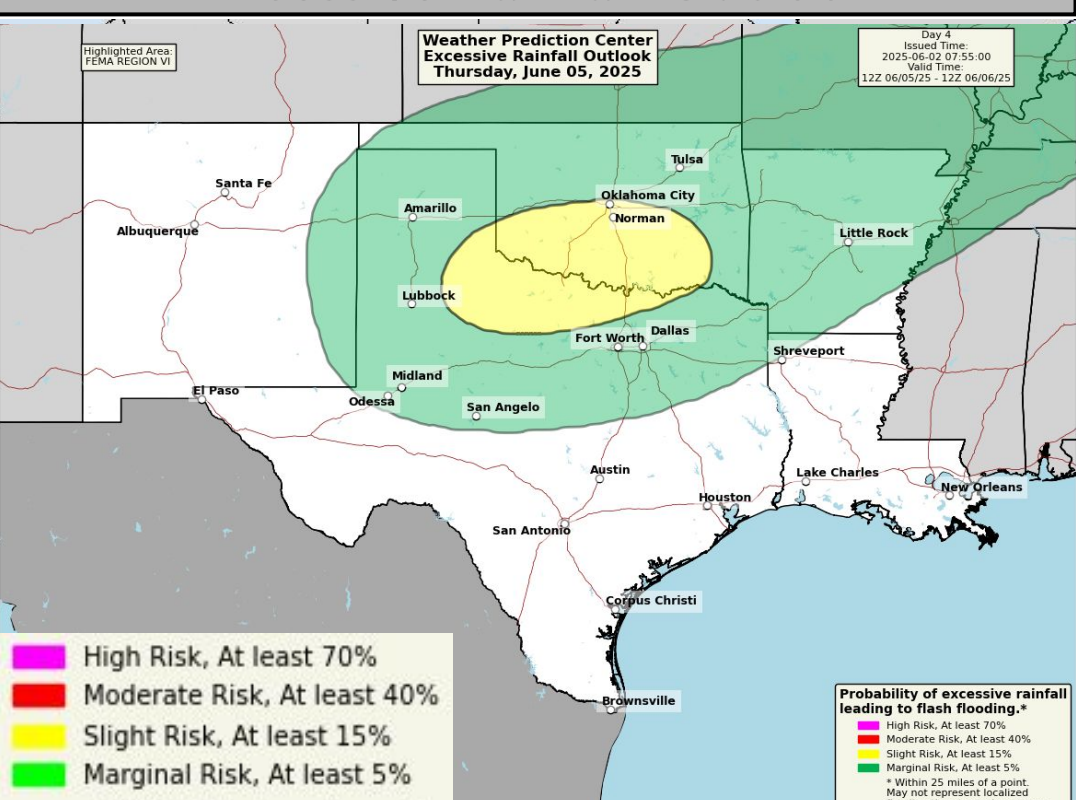 Highlighted Area:
FEMA REGION VI
Weather Prediction Center
Excessive Rainfall Outlook
Thursday, June 05, 2025
Day 4
Issued Time:
2025-06-02 07:55:00
Valid Time:
12Z 06/05/25 - 12Z 06/06/25
Tulsa
Santa Fe
Oklahoma City
Amarillo
Norman
Albuquerque
Little Rock
Lubbock
Dallas
Fort Worth
Shreveport
Midland
El Paso
Odessa
San Angelo
Austin
Lake Charles
New Orleans
Houston
San Antonio
Corpus Christi
Brownsville
High Risk, At least 70%
Moderate Risk, At least 40%
Slight Risk, At least 15%
Marginal Risk, At least 5%
Probability of excessive rainfall
leading to flash flooding.*
High Risk, At least 70%
Moderate Risk, At least 40%
Slight Risk, At least 15%
Marginal Risk, At least 5%
* Within 25 miles of a point.
May not represent localized